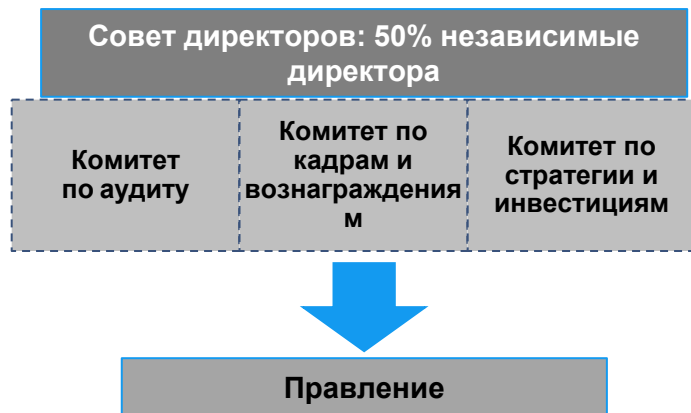 Совет директоров: 50% независимые
директора
Комитет
по аудиту
Комитет по
кадрам и
вознаграждения
м
Комитет по
стратегии и
инвестициям
Правление